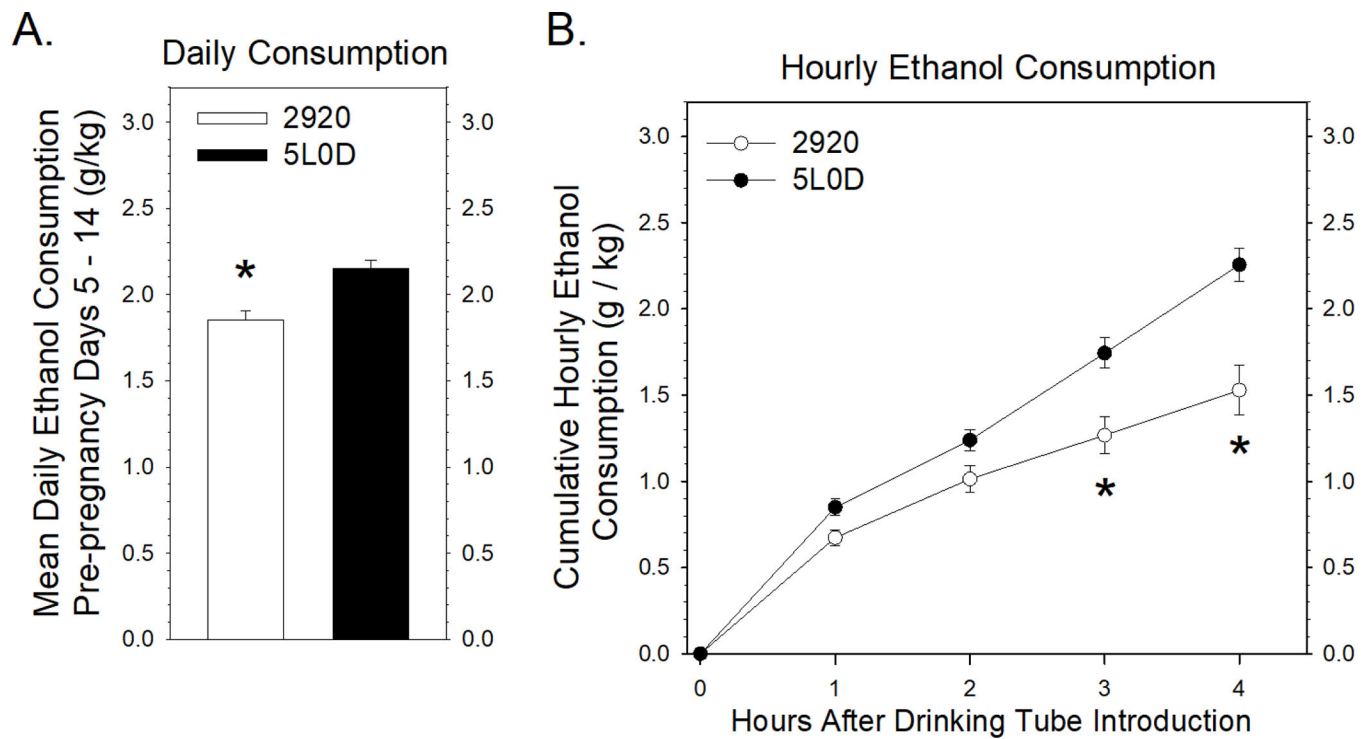 A.
Daily Consumption
Mean Daily Ethanol Consumption
Pre-pregnancy Days 5 - 14 (g/kg)
3.0
2.5
2.0
1.5
1.0
0.5
0.0
2920
5L0D
*
3.0
2.5
2.0
1.5
1.0
0.5
0.0
B.
Hourly Ethanol Consumption
Cumulative Hourly Ethanol
Consumption (g / kg)
3.0
2.5
2.0
1.5
1.0
0.5
0.0
2920
5L0D
*
*
3.0
2.5
2.0
1.5
1.0
0.5
0.0
0 1 2 3 4
Hours After Drinking Tube Introduction